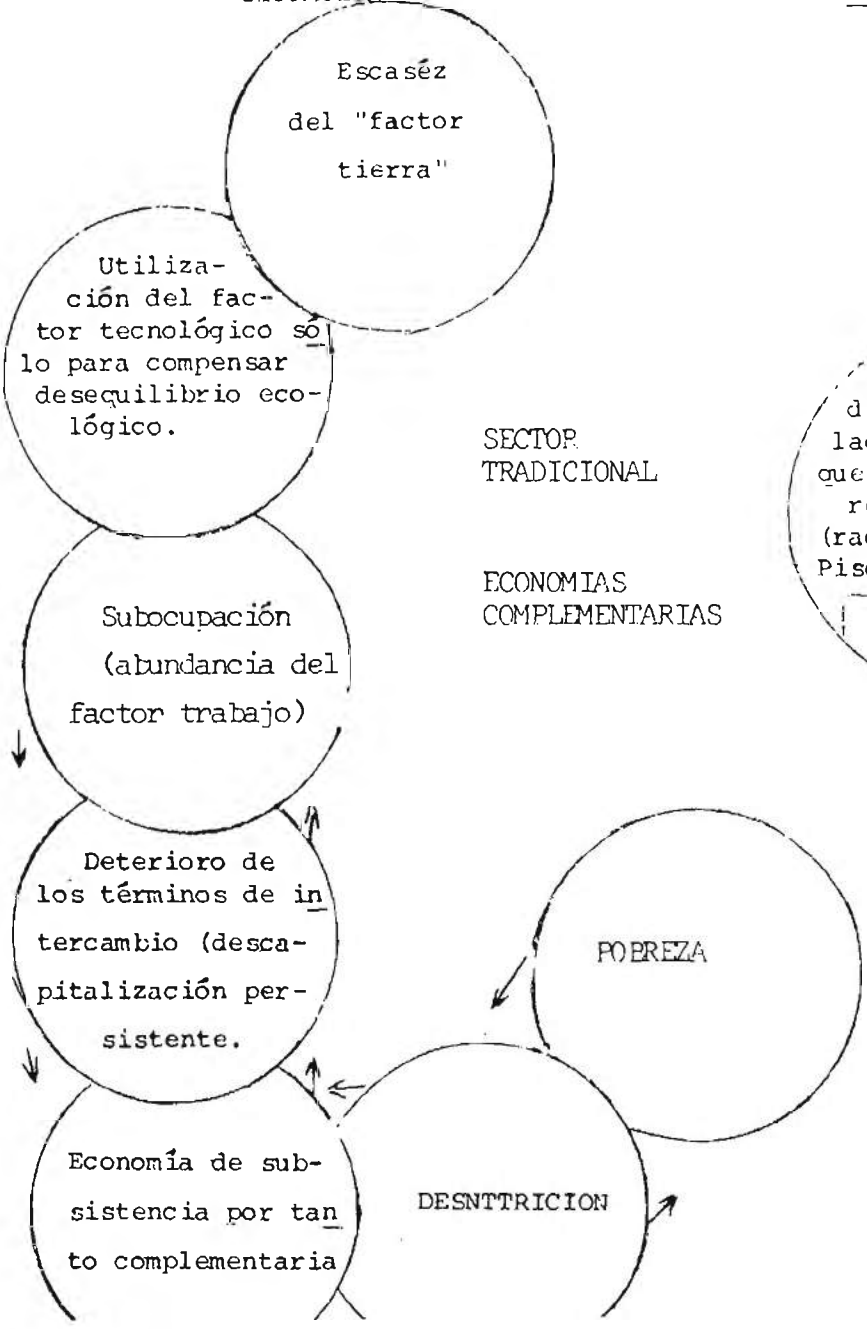 Escaséz
del "factor
tierra"
Utiliza-
ción del fac-
tor tecnológico só
lo para compensar
desequilibrio eco-
lógico.
SECTOR
TRADICIONAL
ECONOMIAS
COMPLEMENTARIAS
Subocupación
(abundancia del
factor trabajo)
Deterioro de
los términos de in
tercambio (desca-
pitalización per-
sistente.
POBREZA
Economía de sub-
sistencia por tan
to complementaria
DESNTTRICION